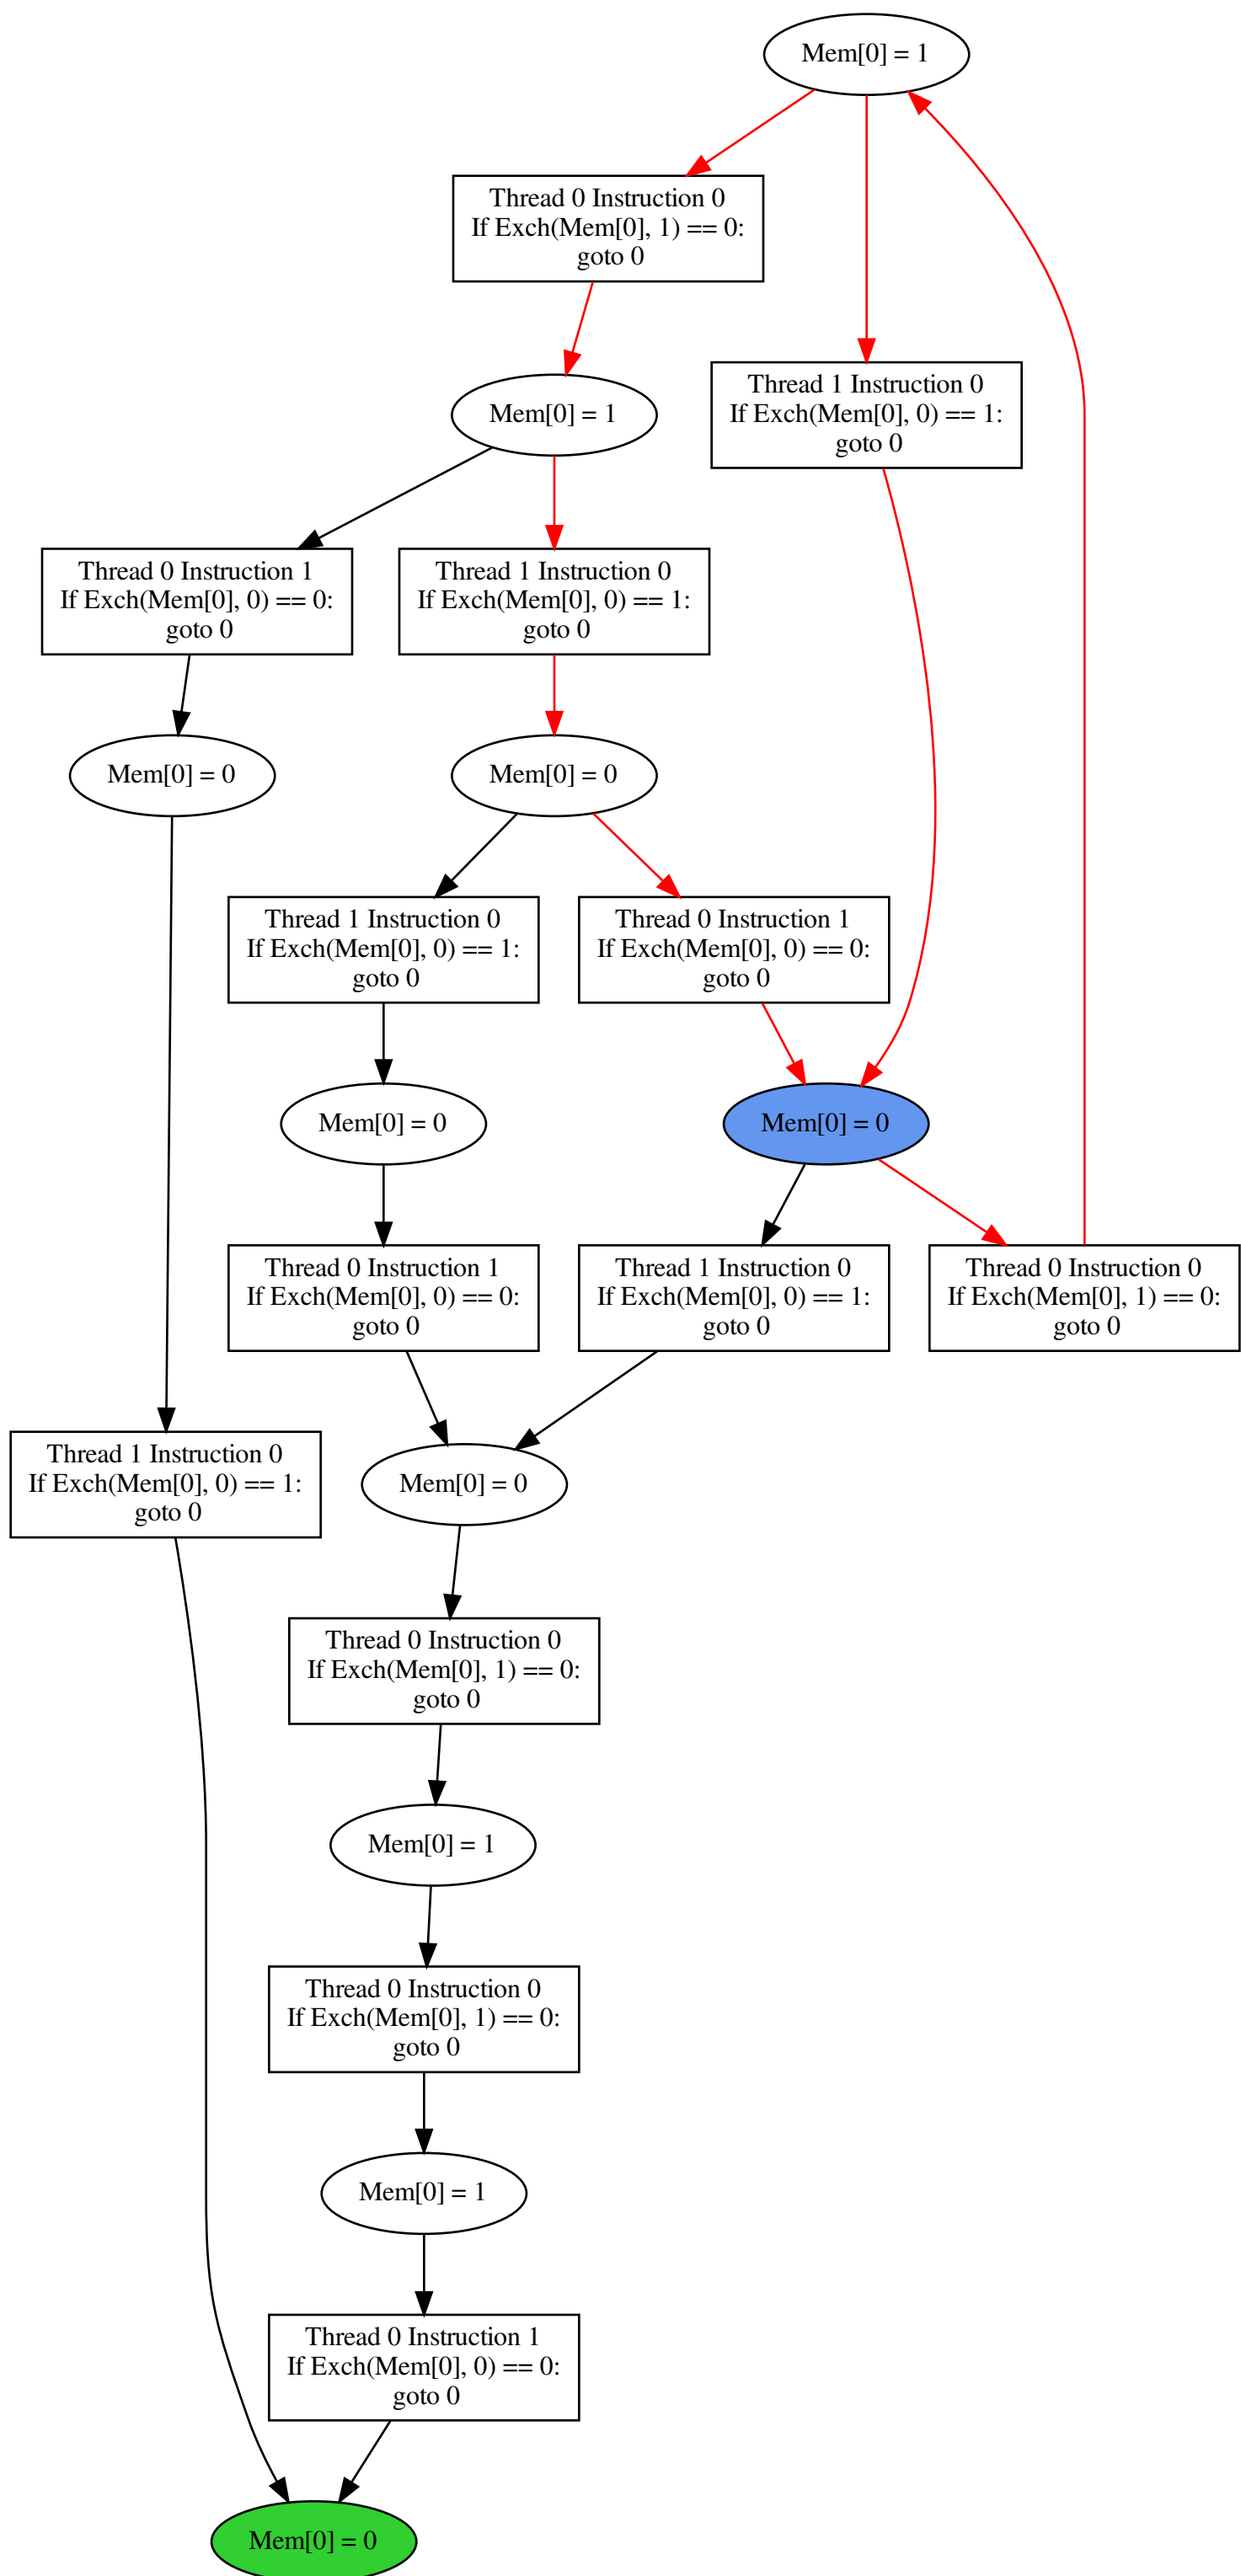 Mem[0] = 1
Thread 0 Instruction 0
If Exch(Mem[0], 1) == 0:
goto 0
Thread 1 Instruction 0
If Exch(Mem[0], 0) == 1:
goto 0
Mem[0] = 1
Thread 0 Instruction 1
If Exch(Mem[0], 0) == 0:
goto 0
Thread 1 Instruction 0
If Exch(Mem[0], 0) == 1:
goto 0
Mem[0] = 0
Mem[0] = 0
Thread 1 Instruction 0
If Exch(Mem[0], 0) == 1:
goto 0
Thread 0 Instruction 1
If Exch(Mem[0], 0) == 0:
goto 0
Mem[0] = 0
Mem[0] = 0
Thread 0 Instruction 1
If Exch(Mem[0], 0) == 0:
goto 0
Thread 1 Instruction 0
If Exch(Mem[0], 0) == 1:
goto 0
Thread 0 Instruction 0
If Exch(Mem[0], 1) == 0:
goto 0
Thread 1 Instruction 0
If Exch(Mem[0], 0) == 1:
goto 0
Mem[0] = 0
Thread 0 Instruction 0
If Exch(Mem[0], 1) == 0:
goto 0
Mem[0] = 1
Thread 0 Instruction 0
If Exch(Mem[0], 1) == 0:
goto 0
Mem[0] = 1
Thread 0 Instruction 1
If Exch(Mem[0], 0) == 0:
goto 0
Mem[0] = 0